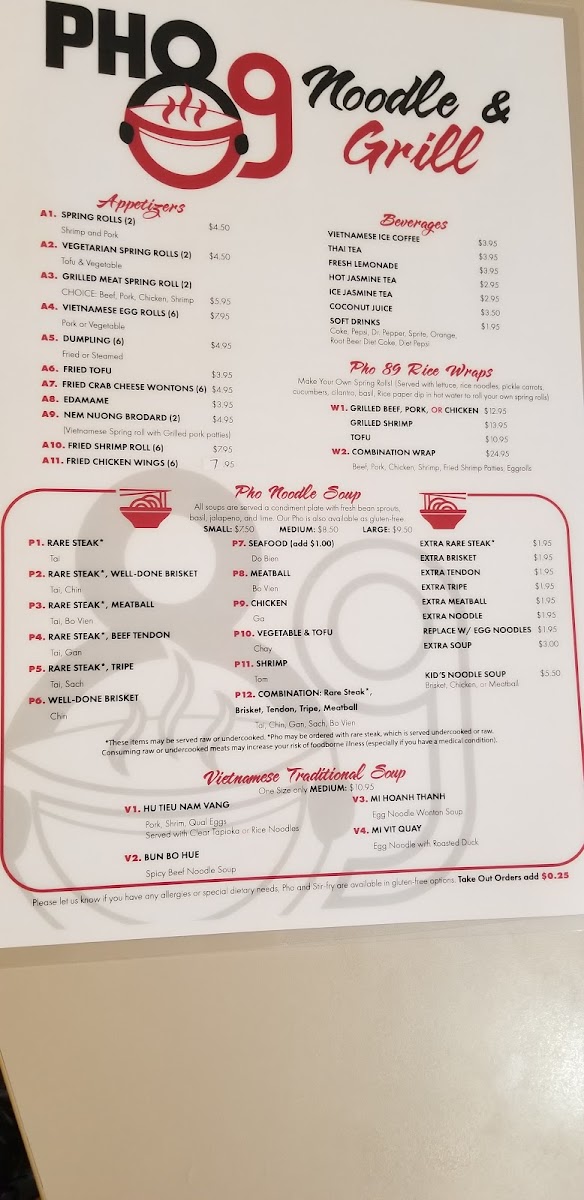 PHO 89 Noodle & Grill
Appetizers
A1. SPRING ROLLS (2) $4.50
Shrimp and Pork
A2. VEGETARIAN SPRING ROLLS (2) $4.50
Tofu & Vegetable
A3. GRILLED MEAT SPRING ROLL (2)
CHOICE: Beef, Pork, Chicken, Shrimp $5.95
A4. VIETNAMESE EGG ROLLS (6) $7.95
Pork or Vegetable
A5. DUMPLING (6) $4.95
Fried or Steamed
A6. FRIED TOFU $3.95
A7. FRIED CRAB CHEESE WONTONS (6) $4.95
A8. EDAMAME $3.95
A9. NEM NUONG BRODARD (2) $4.95
(Vietnamese Spring roll with Grilled pork patties)
A10. FRIED SHRIMP ROLL (6) $7.95
A11. FRIED CHICKEN WINGS (6) 7.95
Beverages
VIETNAMESE ICE COFFEE $3.95
THAI TEA $3.95
FRESH LEMONADE $3.95
HOT JASMINE TEA $2.95
ICE JASMINE TEA $2.95
COCONUT JUICE $3.50
SOFT DRINKS $1.95
Coke, Pepsi, Dr. Pepper, Sprite, Orange,
Root Beer Diet Coke, Diet Pepsi
Pho 89 Rice Wraps
Make Your Own Spring Rolls! (Served with lettuce, rice noodles, pickle carrots,
cucumbers, cilantro, basil, Rice paper dip in hot water to roll your own spring rolls)
W1. GRILLED BEEF, PORK, OR CHICKEN $12.95
GRILLED SHRIMP $13.95
TOFU $10.95
W2. COMBINATION WRAP $24.95
Beef, Pork, Chicken, Shrimp, Fried Shrimp Patties, Eggrolls
Pho Noodle Soup
All soups are served a condiment plate with fresh bean sprouts,
basil, jalapeno, and lime. Our Pho is also available as gluten-free.
SMALL: $7.50 MEDIUM: $8.50 LARGE: $9.50
P1. RARE STEAK*
Tai
P2. RARE STEAK*, WELL-DONE BRISKET
Tai, Chin
P3. RARE STEAK*, MEATBALL
Tai, Bo Vien
P4. RARE STEAK*, BEEF TENDON
Tai, Gan
P5. RARE STEAK*, TRIPE
Tai, Sach
P6. WELL-DONE BRISKET
Chin
P7. SEAFOOD (add $1.00)
Do Bien
P8. MEATBALL
Bo Vien
P9. CHICKEN
Ga
P10. VEGETABLE & TOFU
Chay
P11. SHRIMP
Tom
P12. COMBINATION: Rare Steak*,
Brisket, Tendon, Tripe, Meatball
Tai, Chin, Gan, Sach, Bo Vien
EXTRA RARE STEAK* $1.95
EXTRA BRISKET $1.95
EXTRA TENDON $1.95
EXTRA TRIPE $1.95
EXTRA MEATBALL $1.95
EXTRA NOODLE $1.95
REPLACE W/ EGG NOODLES $1.95
EXTRA SOUP $3.00
KID'S NOODLE SOUP $5.50
Brisket, Chicken, or Meatball
*These items may be served raw or undercooked. *Pho may be ordered with rare steak, which is served undercooked or raw.
Consuming raw or undercooked meats may increase your risk of foodborne illness (especially if you have a medical condition).
Vietnamese Traditional Soup
One Size only MEDIUM: $10.95
V1. HU TIEU NAM VANG
Pork, Shrim, Qual Eggs
Served with Clear Tapioka or Rice Noodles
V2. BUN BO HUE
Spicy Beef Noodle Soup
V3. MI HOANH THANH
Egg Noodle Wonton Soup
V4. MI VIT QUAY
Egg Noodle with Roasted Duck
Please let us know if you have any allergies or special dietary needs. Pho and Stir-fry are available in gluten-free options. Take Out Orders add $0.25